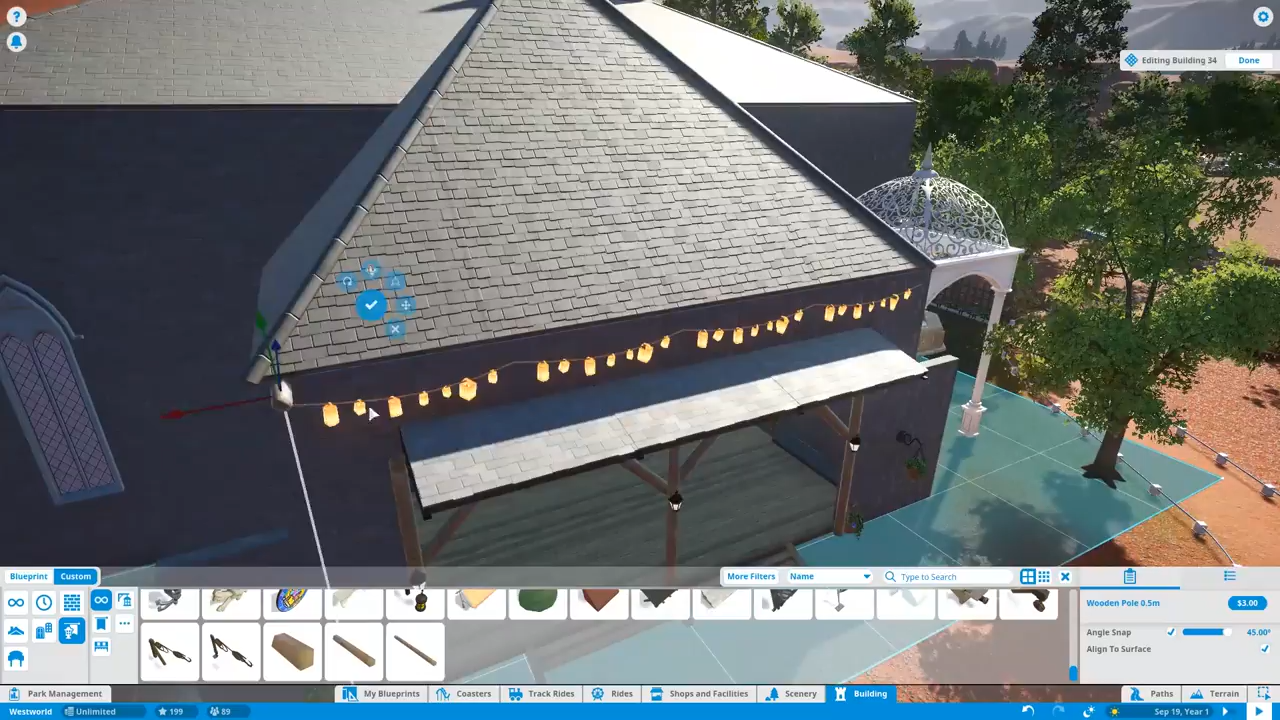 Editing Building 34
Done
Blueprint
Custom
More Filters
Name
Type to Search
Wooden Pole 0.5m
$3.00
Angle Snap
45.00°
Align To Surface
Park Management
My Blueprints
Coasters
Track Rides
Rides
Shops and Facilities
Scenery
Building
Paths
Terrain
Westworld
Unlimited
199
89
Sep 19, Year 1